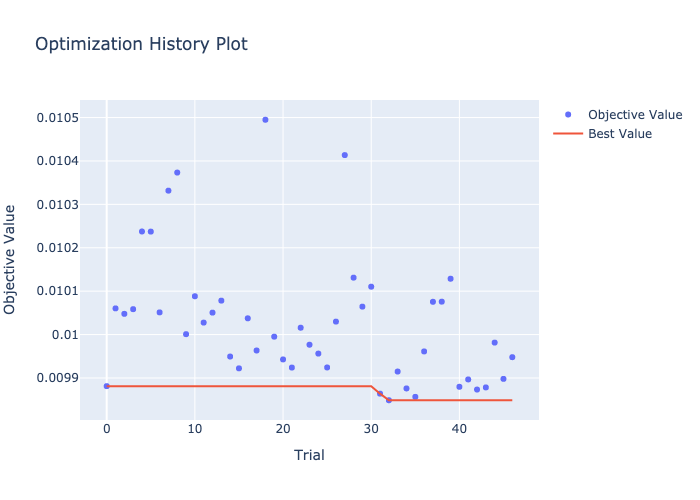 Optimization History Plot
Objective Value
Best Value
0.0105
0.0104
0.0103
0.0102
0.0101
0.01
0.0099
Objective Value
0
10
20
30
40
Trial